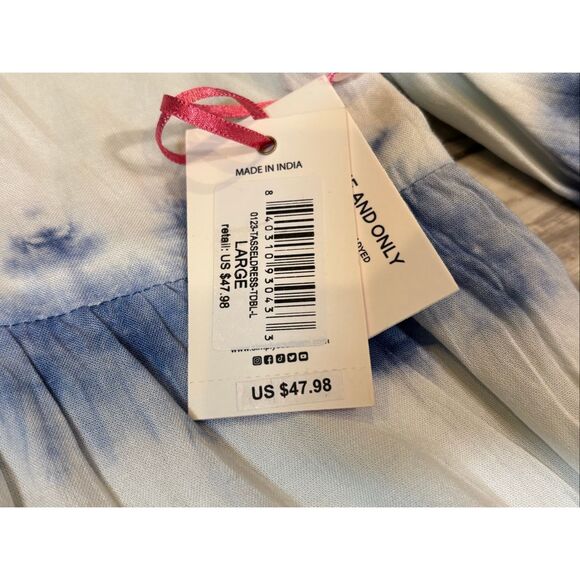 MADE IN INDIA
8 40310 93043 3
0123-TASSELDRESS-TDBL-L
LARGE
retail: US $47.98
US $47.98
AND ONLY